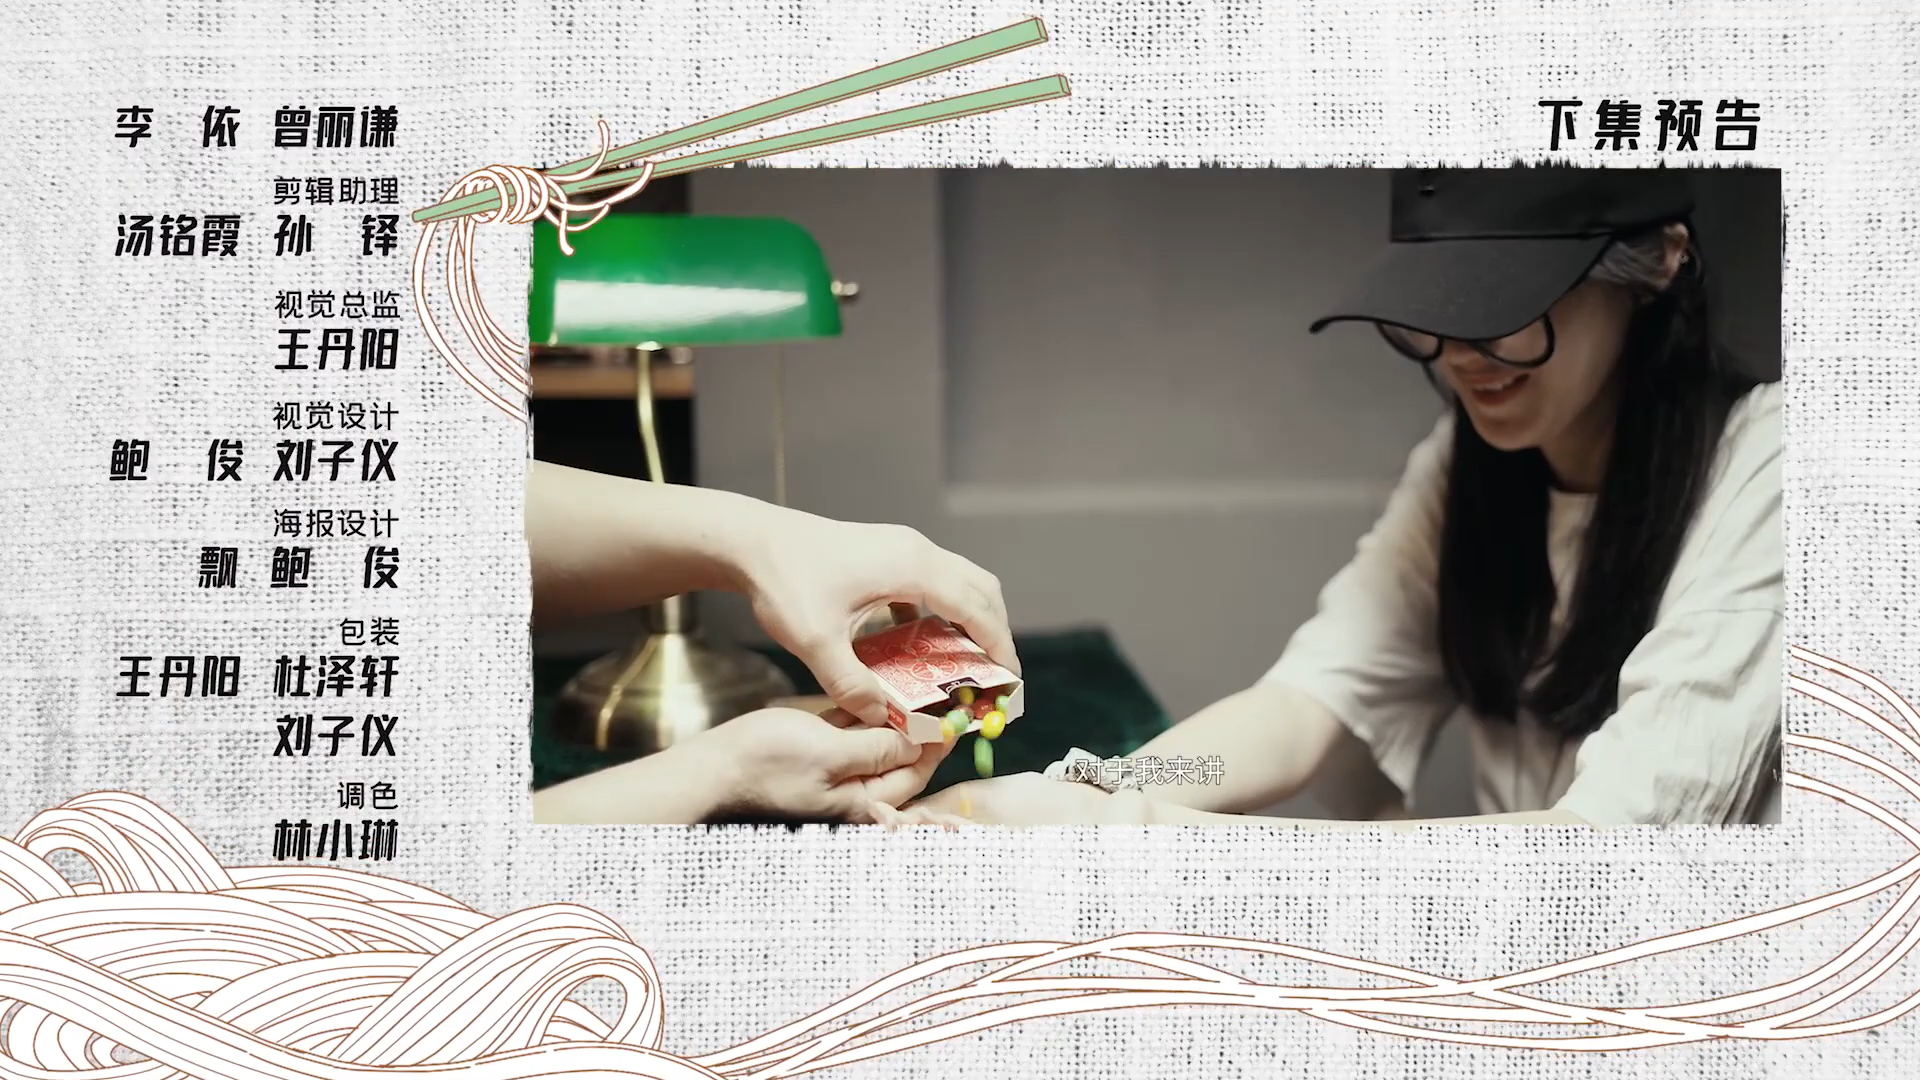 李 依 曾丽谦
剪辑助理
汤铭霞 孙 铎
视觉总监
王丹阳
视觉设计
鲍 俊 刘子仪
海报设计
飘 鲍 俊
包装
王丹阳 杜泽轩
刘子仪
调色
林小琳
下集预告
对于我来讲